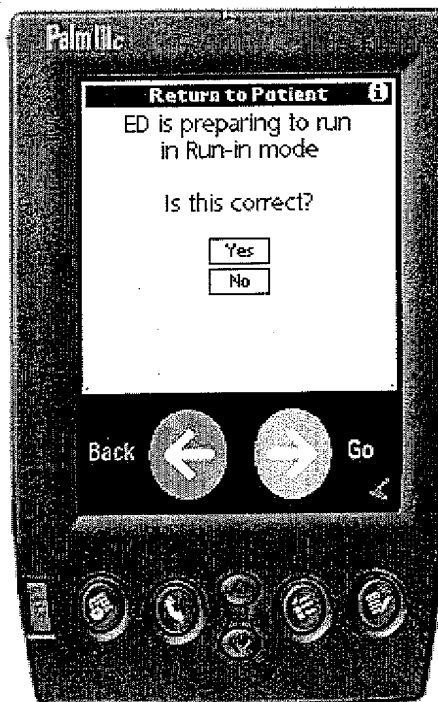 Palm IIIc
Return to Patient
ED is preparing to run
in Run-in mode
Is this correct?
Yes
No
Back
Go